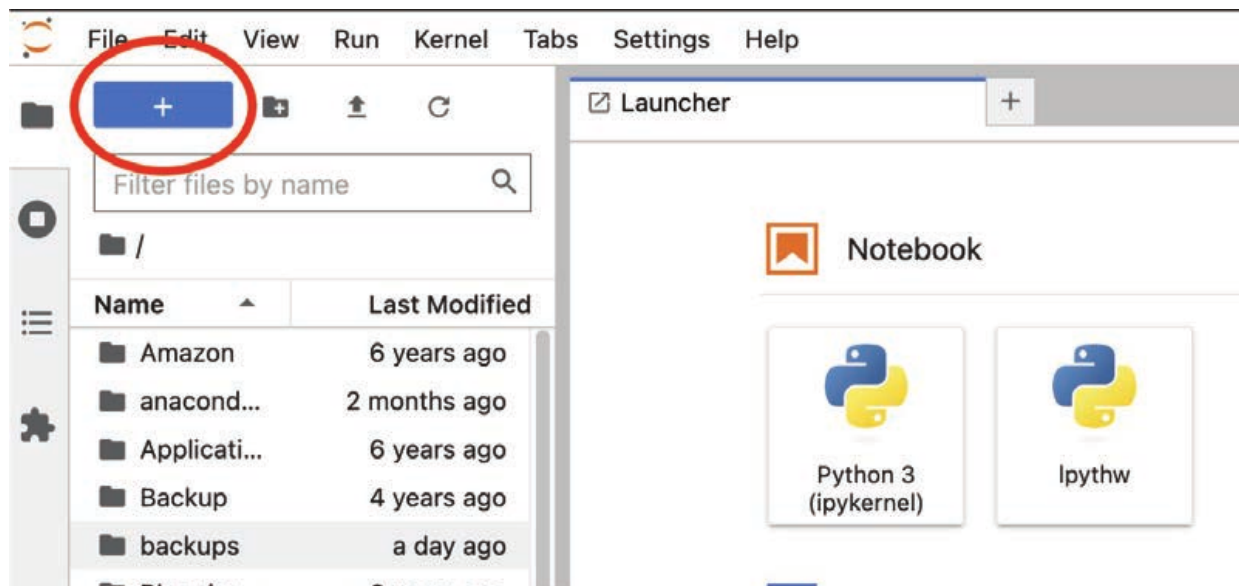 File Edit View Run Kernel Tabs Settings Help
+
Launcher
+
Filter files by name
/
Name Last Modified
Amazon 6 years ago
anacond... 2 months ago
Applicati... 6 years ago
Backup 4 years ago
backups a day ago
Notebook
Python 3
(ipykernel)
lpythw